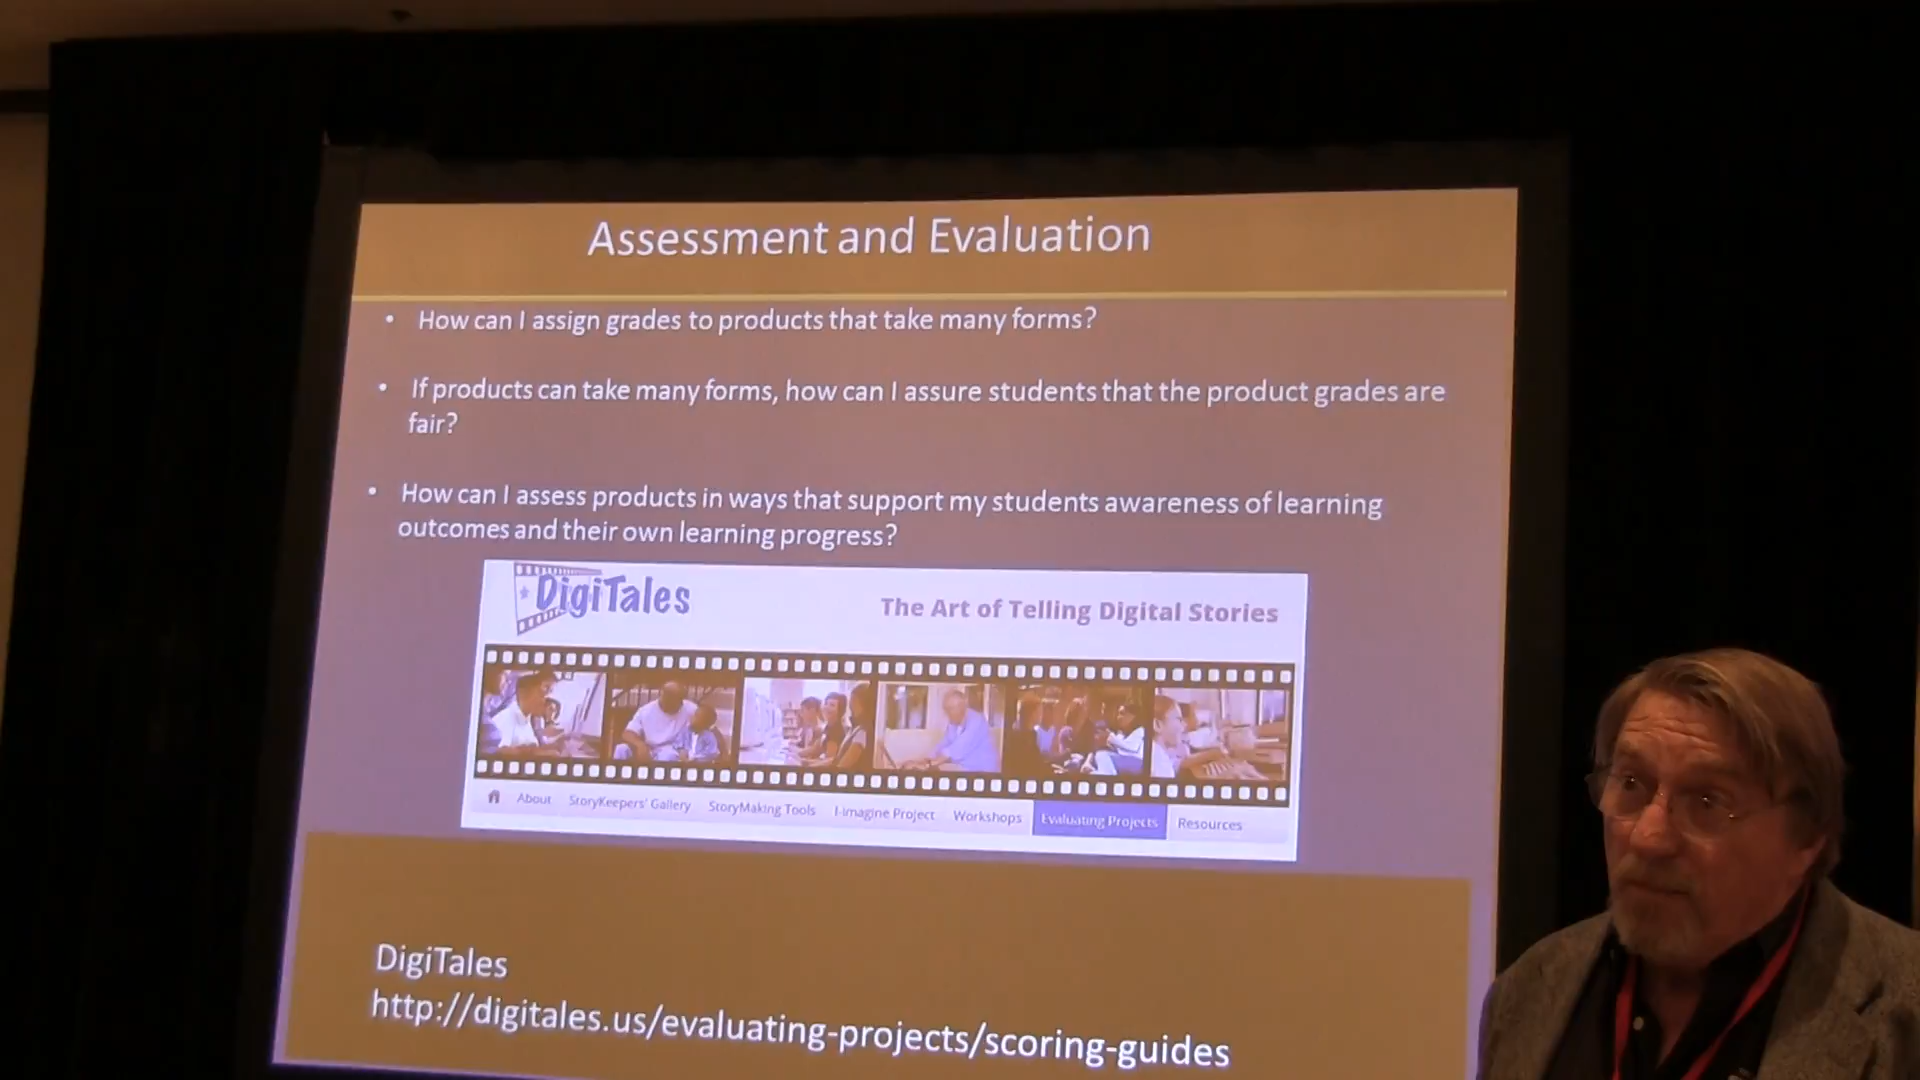 Assessment and Evaluation
• How can I assign grades to products that take many forms?
• If products can take many forms, how can I assure students that the product grades are
fair?
• How can I assess products in ways that support my students awareness of learning
outcomes and their own learning progress?
DigiTales
The Art of Telling Digital Stories
About StoryKeepers' Gallery StoryMaking Tools I-imagine Project Workshops Evaluating Projects Resources
DigiTales
http://digitales.us/evaluating-projects/scoring-guides